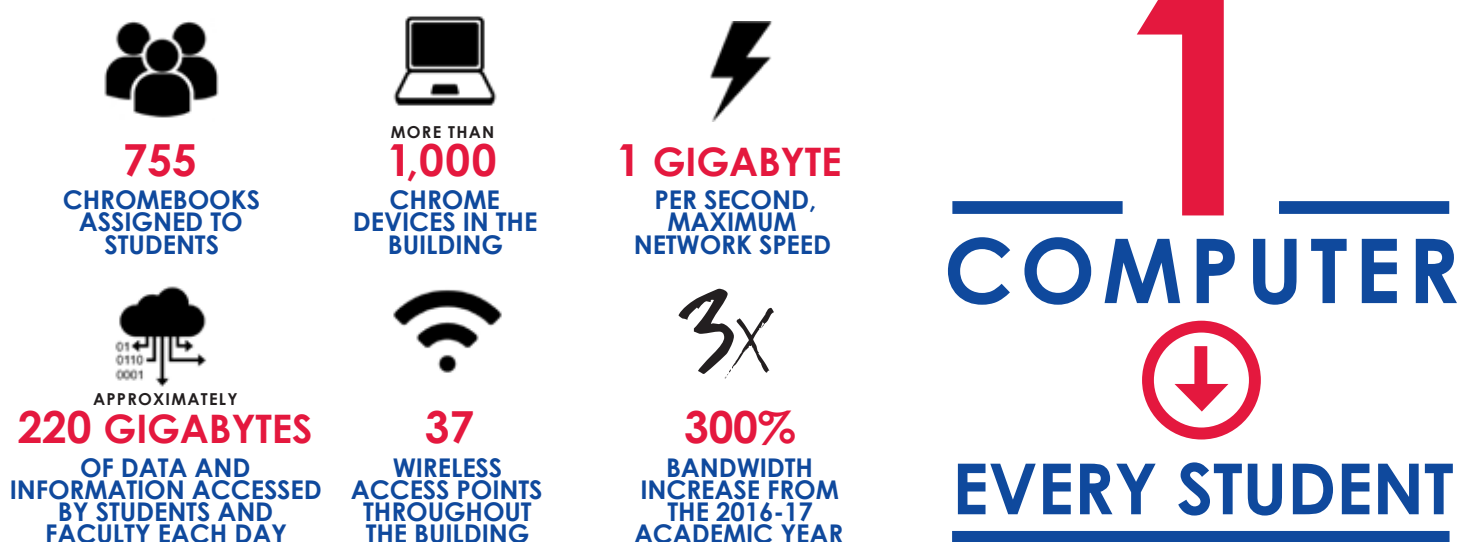 755
CHROMEBOOKS
ASSIGNED TO
STUDENTS
MORE THAN
1,000
CHROME
DEVICES IN THE
BUILDING
1 GIGABYTE
PER SECOND,
MAXIMUM
NETWORK SPEED
01
0110
0001
APPROXIMATELY
220 GIGABYTES
OF DATA AND
INFORMATION ACCESSED
BY STUDENTS AND
FACULTY EACH DAY
37
WIRELESS
ACCESS POINTS
THROUGHOUT
THE BUILDING
3X
300%
BANDWIDTH
INCREASE FROM
THE 2016-17
ACADEMIC YEAR
1
COMPUTER
EVERY STUDENT